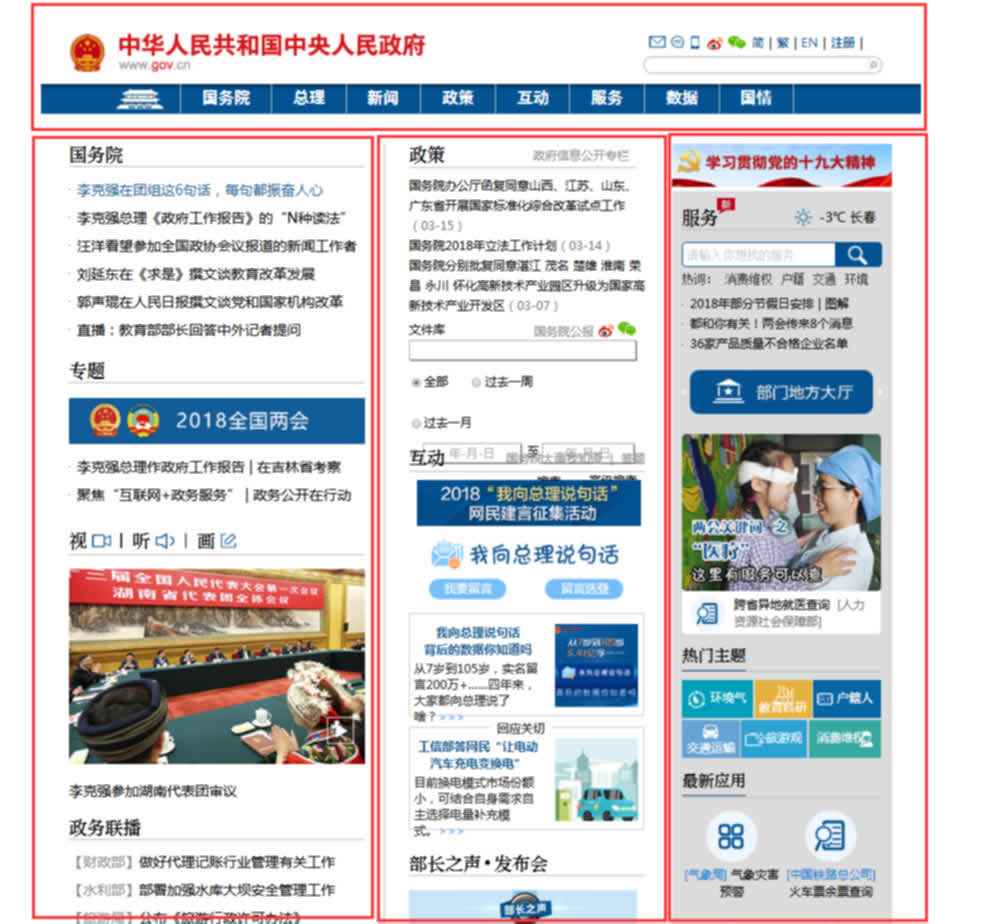 中华人民共和国中央人民政府
www.gov.cn
简 | 繁 | EN | 注册 |
国务院 总理 新闻 政策 互动 服务 数据 国情
国务院
李克强在团组这6句话，每句都振奋人心
李克强总理《政府工作报告》的“N种读法”
汪洋看望参加全国政协会议报道的新闻工作者
刘延东在《求是》撰文谈教育改革发展
郭声琨在人民日报撰文谈党和国家机构改革
直播：教育部部长回答中外记者提问
专题
2018全国两会
李克强总理作政府工作报告 | 在吉林省考察
聚焦“互联网+政务服务” | 政务公开在行动
视 | 听 | 画
三届全国人民代表大会第一次会议
湖南省代表团全体会议
李克强参加湖南代表团审议
政务联播
【财政部】做好代理记账行业管理有关工作
【水利部】部署加强水库大坝安全管理工作
【旅游局】公布《旅游行政许可办法》
政策 政府信息公开专栏
国务院办公厅函复同意山西、江苏、山东、
广东省开展国家标准化综合改革试点工作
（03-15）
国务院2018年立法工作计划（03-14）
国务院分别批复同意湛江 茂名 楚雄 淮南 荣
昌 永川 怀化高新技术产业园区升级为国家高
新技术产业开发区（03-07）
文件库 国务院公报
全部 过去一周
过去一月
年-月-日 至 年-月-日
互动
2018“我向总理说句话”
网民建言征集活动
我向总理说句话
我要留言 留言选登
我向总理说句话
背后的数据你知道吗
从7岁到105岁，实名留
言200万+......四年来，
大家都向总理说了
啥？>>>
回应关切
工信部答网民“让电动
汽车充电变换电”
目前换电模式市场份额
小，可结合自身需求自
主选择电量补充模
式。>>>
部长之声·发布会
部长之声
学习贯彻党的十九大精神
服务 新 -3℃ 长春
请输入你想找的服务
热词： 消费维权 户籍 交通 环境
2018年部分节假日安排 | 图解
都和你有关！两会传来8个消息
36家产品质量不合格企业名单
部门地方大厅
两会关键词 之
“医疗”
这里有服务可以查
跨省异地就医查询 [人力
资源社会保障部]
热门主题
环境气 教育科研 户籍人
交通运输 旅游观 消费维权
最新应用
[气象局] 气象灾害
预警
[中国铁路总公司]
火车票余票查询